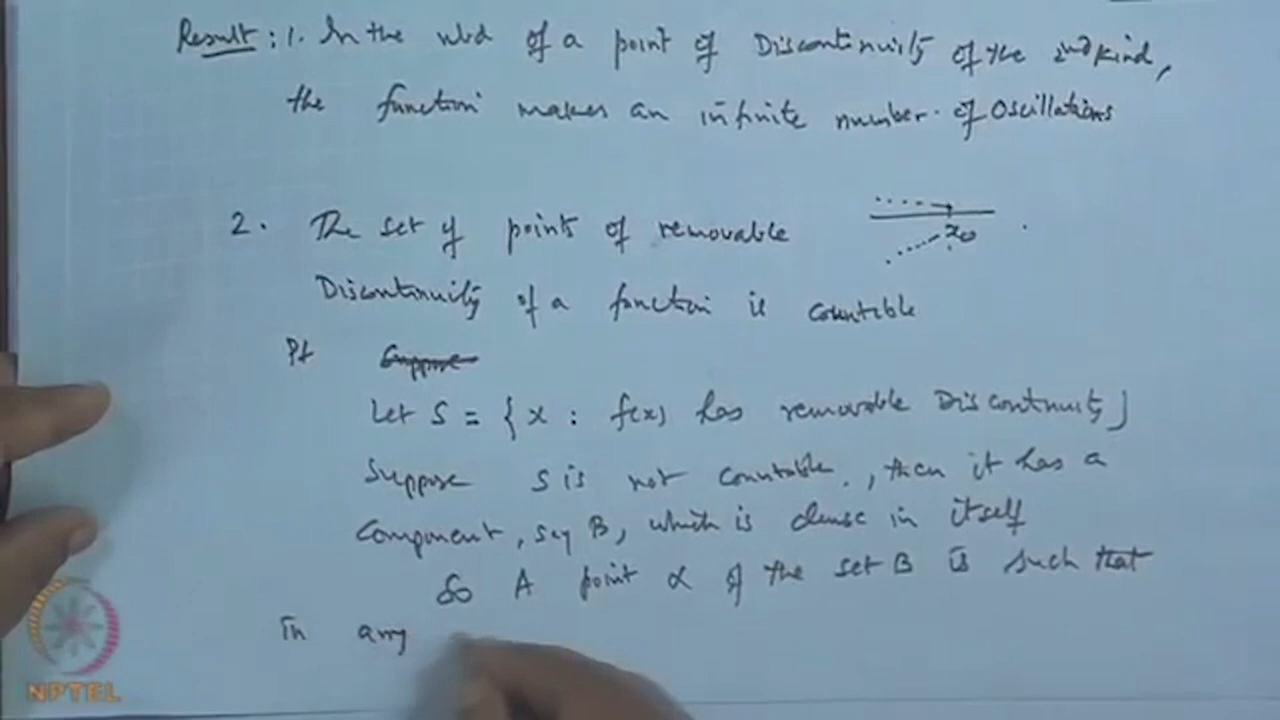 Result : 1. In the nbd of a point of Discontinuity of the 2nd kind,
the function makes an infinite number of oscillations
2. The set of points of removable
x0
Discontinuity of a function is countable
Pf Suppose
Let S = { x : f(x) has removable Discontinuity }
Suppose S is not countable, then it has a
Component, say B, which is dense in itself
So A point α of the set B is such that
in any
NPTEL